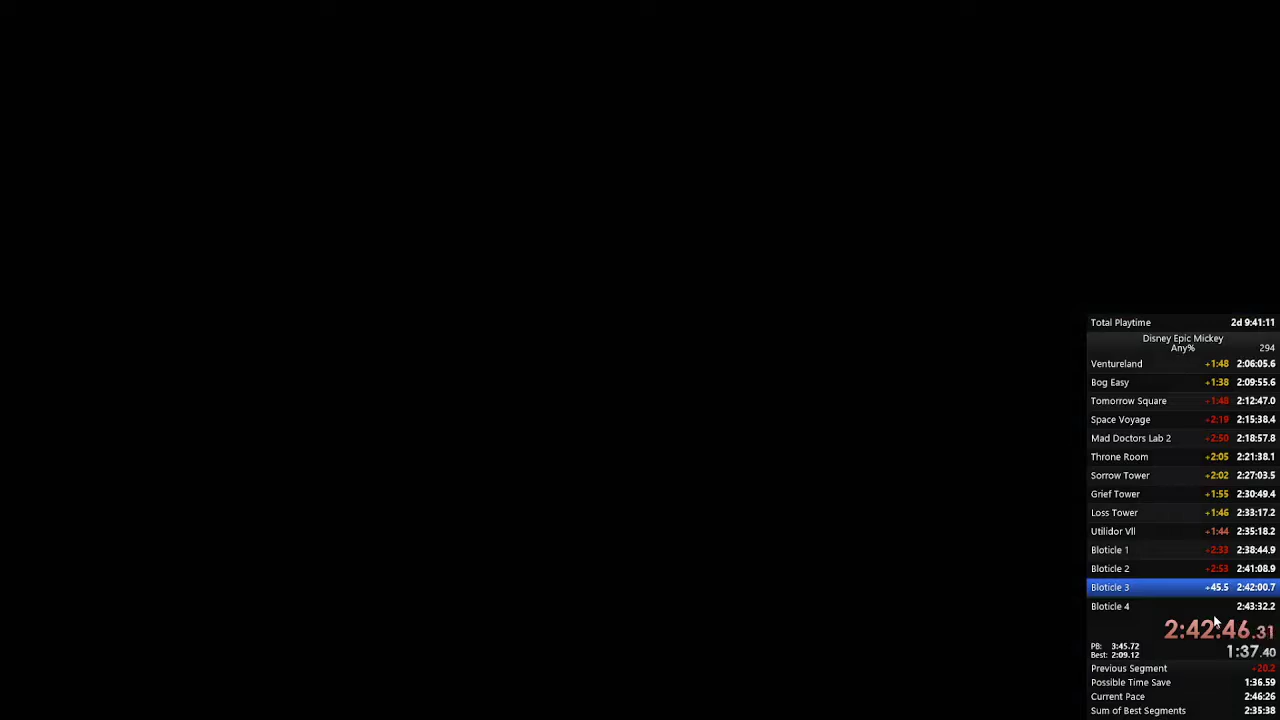 Total Playtime 2d 9:41:11
Disney Epic Mickey
Any% 294
Ventureland +1:48 2:06:05.6
Bog Easy +1:38 2:09:55.6
Tomorrow Square +1:48 2:12:47.0
Space Voyage +2:19 2:15:38.4
Mad Doctors Lab 2 +2:50 2:18:57.8
Throne Room +2:05 2:21:38.1
Sorrow Tower +2:02 2:27:03.5
Grief Tower +1:55 2:30:49.4
Loss Tower +1:46 2:33:17.2
Utilidor Vll +1:44 2:35:18.2
Bloticle 1 +2:33 2:38:44.9
Bloticle 2 +2:53 2:41:08.9
Bloticle 3 +45.5 2:42:00.7
Bloticle 4 2:43:32.2
2:42:46.31
PB: 3:45.72
Best: 2:09.12 1:37.40
Previous Segment +20.2
Possible Time Save 1:36.59
Current Pace 2:46:26
Sum of Best Segments 2:35:38